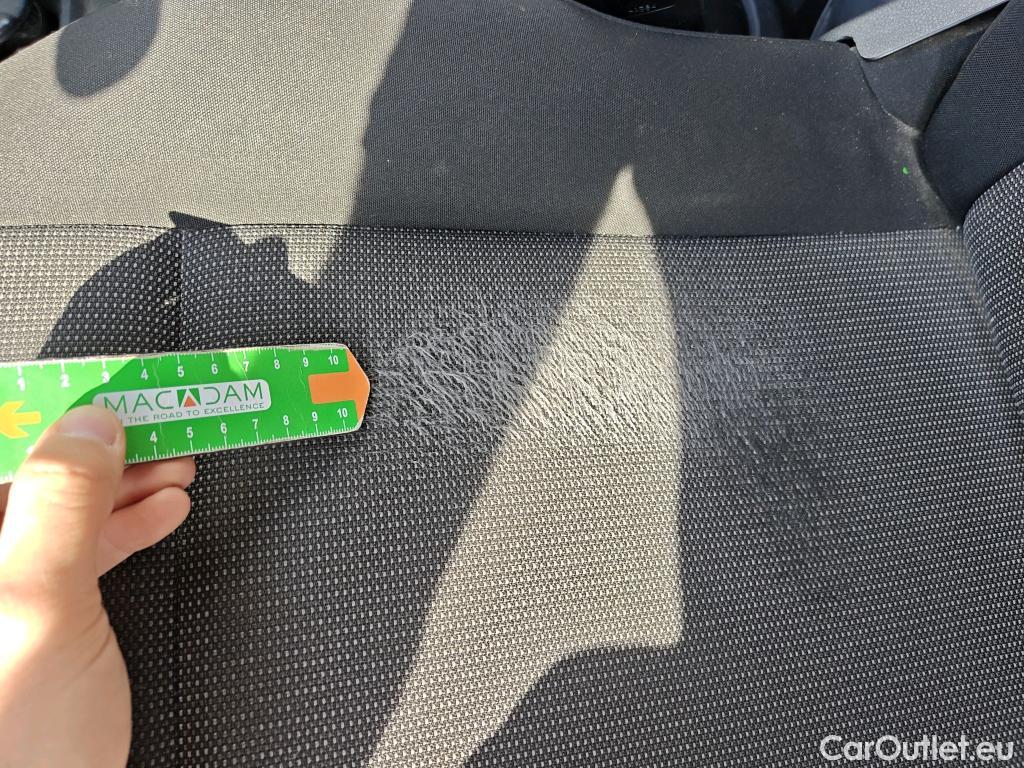 1 2 3 4 5 6 7 8 9 10
MACADAM
THE ROAD TO EXCELLENCE
4 5 6 7 8 9 10
CarOutlet.eu